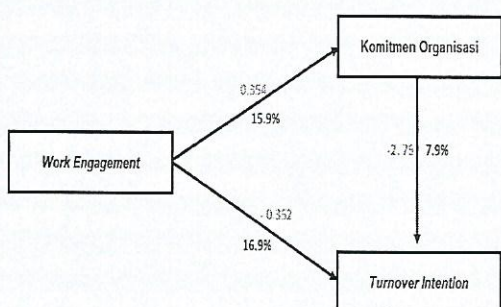 Komitmen Organisasi
0.354
15.9%
-2.75 7.9%
Work Engagement
-0.352
16.9%
Turnover Intention